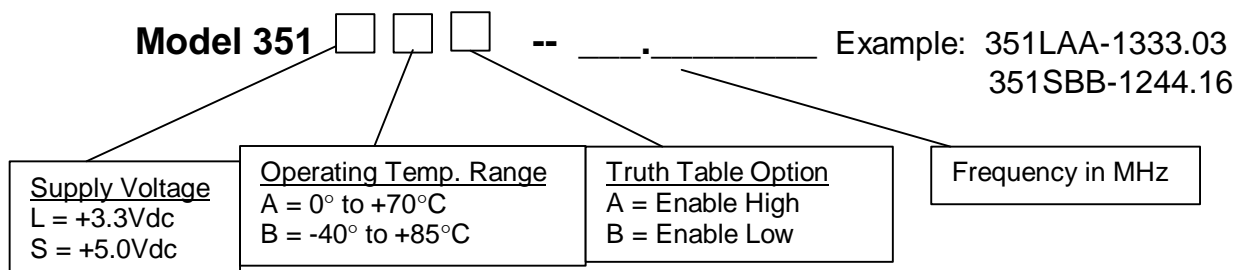 Model 351 □ □ □ -- ___.________ Example: 351LAA-1333.03
351SBB-1244.16
Supply Voltage
L = +3.3Vdc
S = +5.0Vdc
Operating Temp. Range
A = 0° to +70°C
B = -40° to +85°C
Truth Table Option
A = Enable High
B = Enable Low
Frequency in MHz